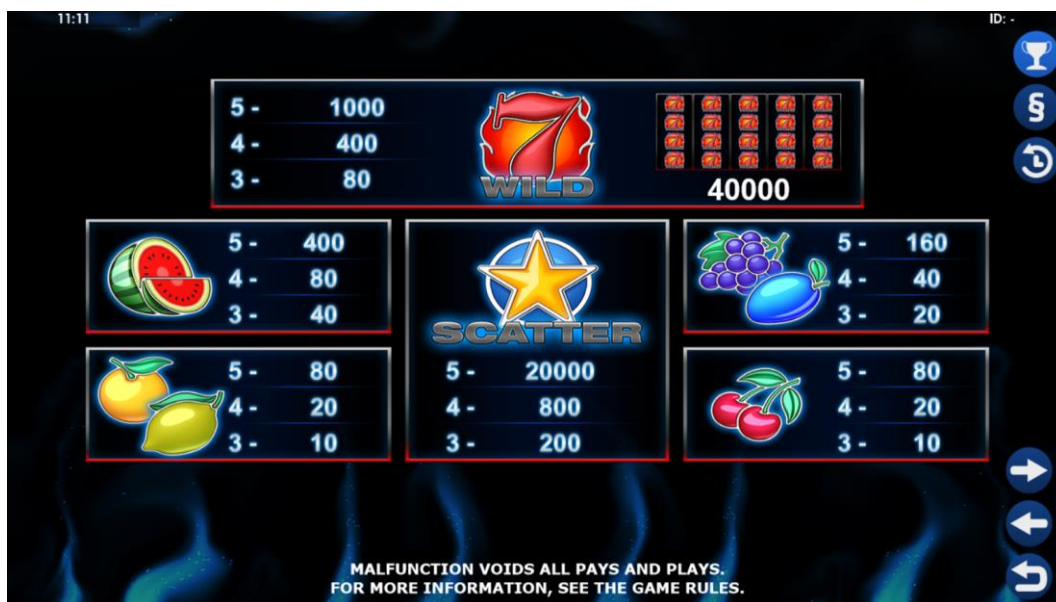 11:11
ID: -
5 - 1000
4 - 400
3 - 80
7
WILD
40000
5 - 400
4 - 80
3 - 40
SCATTER
5 - 20000
4 - 800
3 - 200
5 - 160
4 - 40
3 - 20
5 - 80
4 - 20
3 - 10
5 - 80
4 - 20
3 - 10
§
MALFUNCTION VOIDS ALL PAYS AND PLAYS.
FOR MORE INFORMATION, SEE THE GAME RULES.